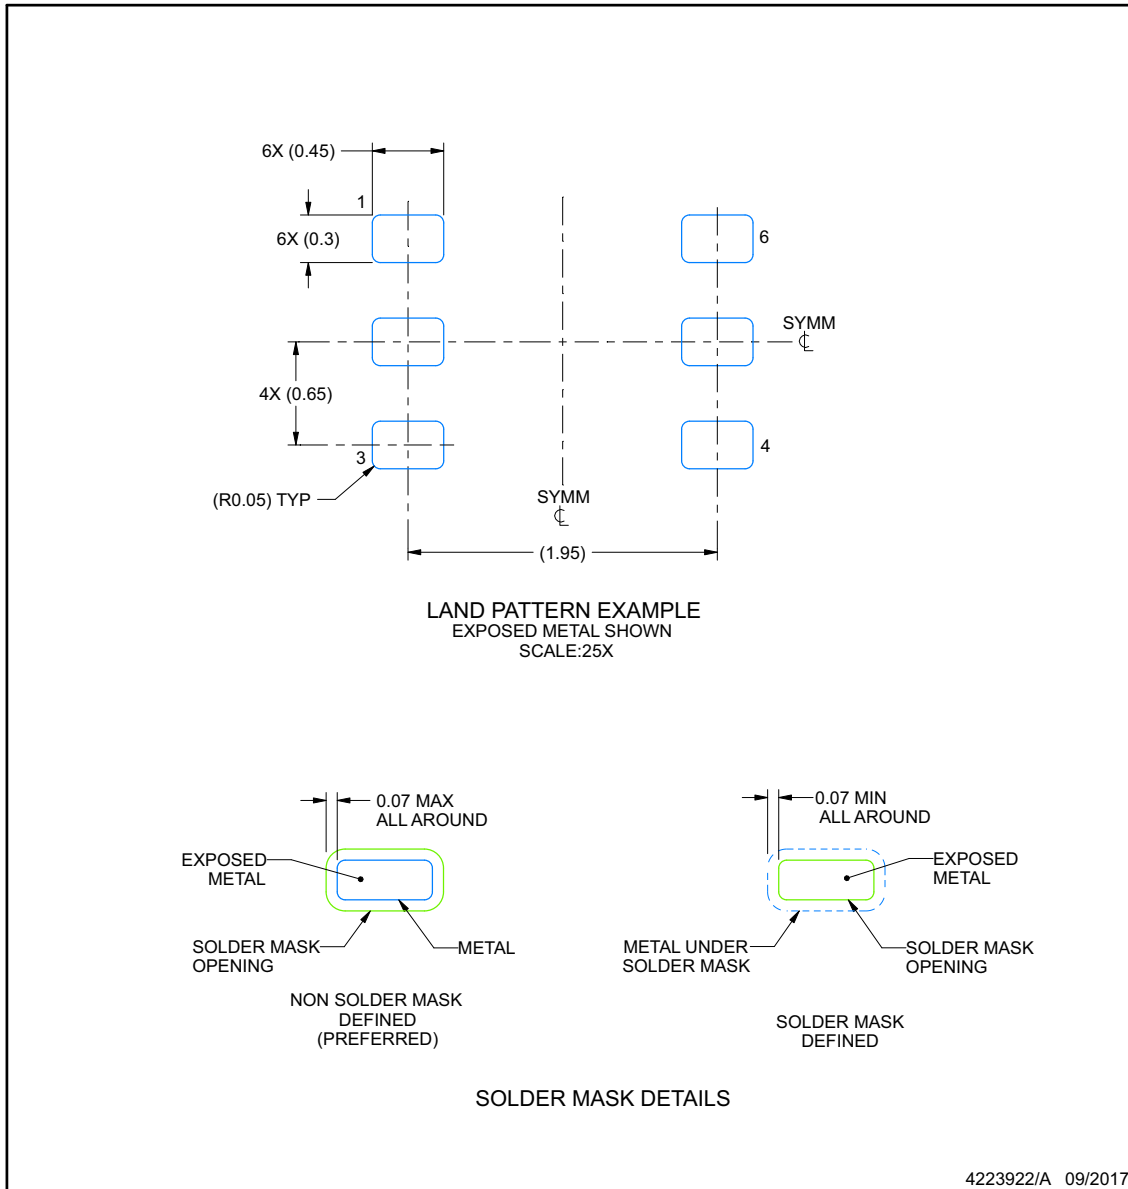 6X (0.45)
1
6X (0.3)
6
SYMM
℄
4X (0.65)
3
4
(R0.05) TYP
SYMM
℄
(1.95)
LAND PATTERN EXAMPLE
EXPOSED METAL SHOWN
SCALE:25X
0.07 MAX
ALL AROUND
EXPOSED
METAL
SOLDER MASK
OPENING
METAL
NON SOLDER MASK
DEFINED
(PREFERRED)
0.07 MIN
ALL AROUND
EXPOSED
METAL
METAL UNDER
SOLDER MASK
SOLDER MASK
OPENING
SOLDER MASK
DEFINED
SOLDER MASK DETAILS
4223922/A 09/2017